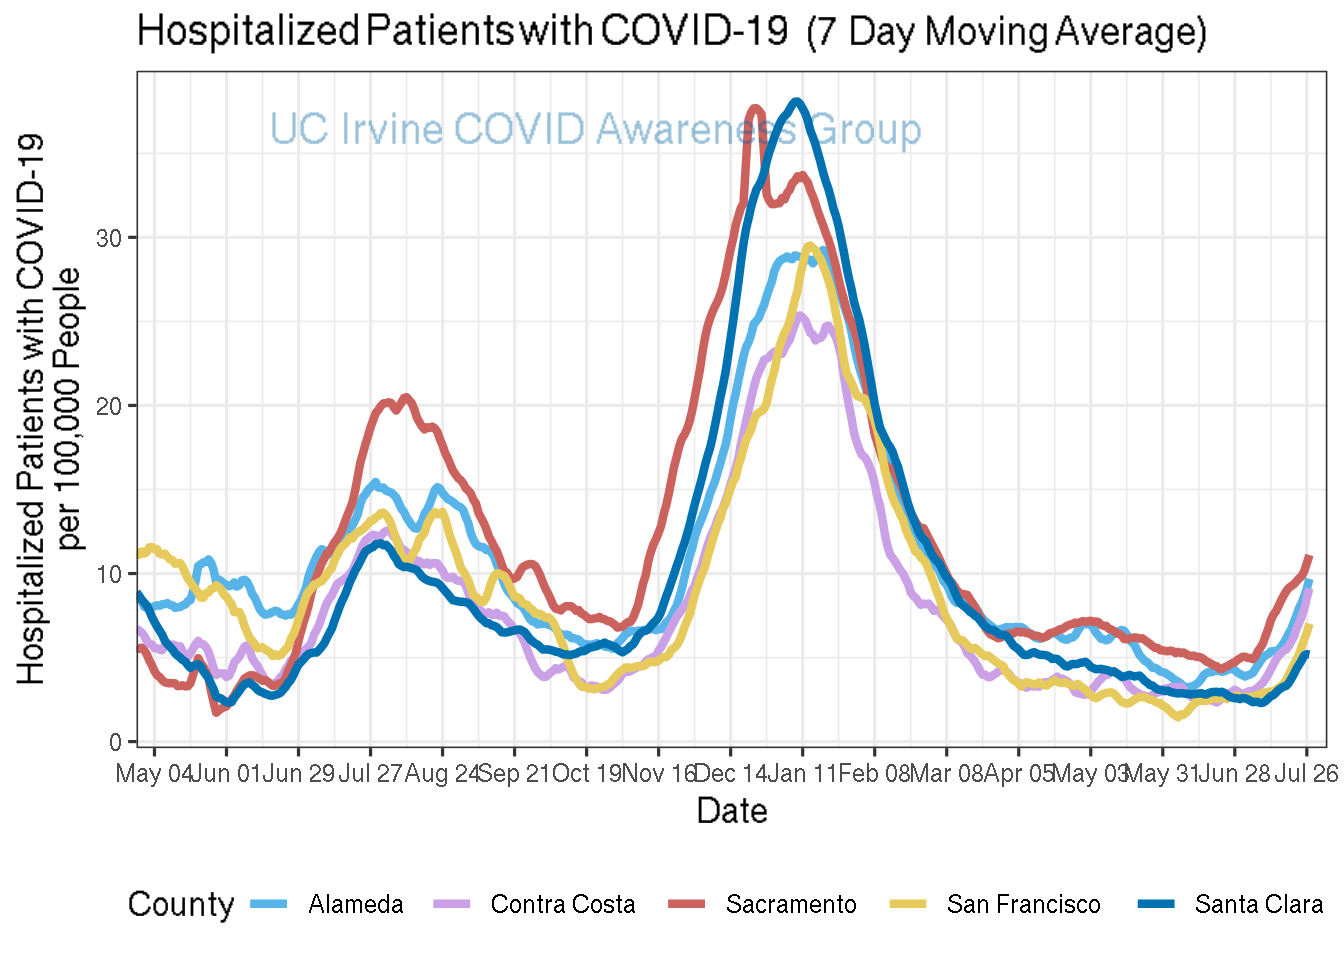 Hospitalized Patients with COVID-19 (7 Day Moving Average)
UC Irvine COVID Awareness Group
Hospitalized Patients with COVID-19
per 100,000 People
30
20
10
0
May 04 Jun 01 Jun 29 Jul 27 Aug 24 Sep 21 Oct 19 Nov 16 Dec 14 Jan 11 Feb 08 Mar 08 Apr 05 May 03 May 31 Jun 28 Jul 26
Date
County Alameda Contra Costa Sacramento San Francisco Santa Clara